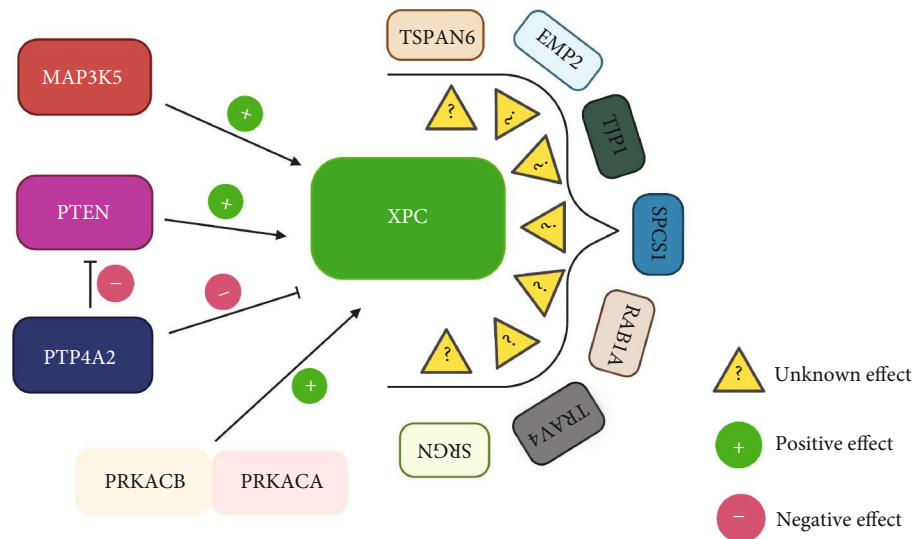 TSPAN6
EMP2
MAP3K5
TJP1
+
?
?
?
PTEN
+
XPC
?
SPCS1
−
−
?
PTP4A2
RAB1A
?
?
+
?
Unknown effect
TRAV4
SRGN
+
Positive effect
PRKACB
PRKACA
−
Negative effect